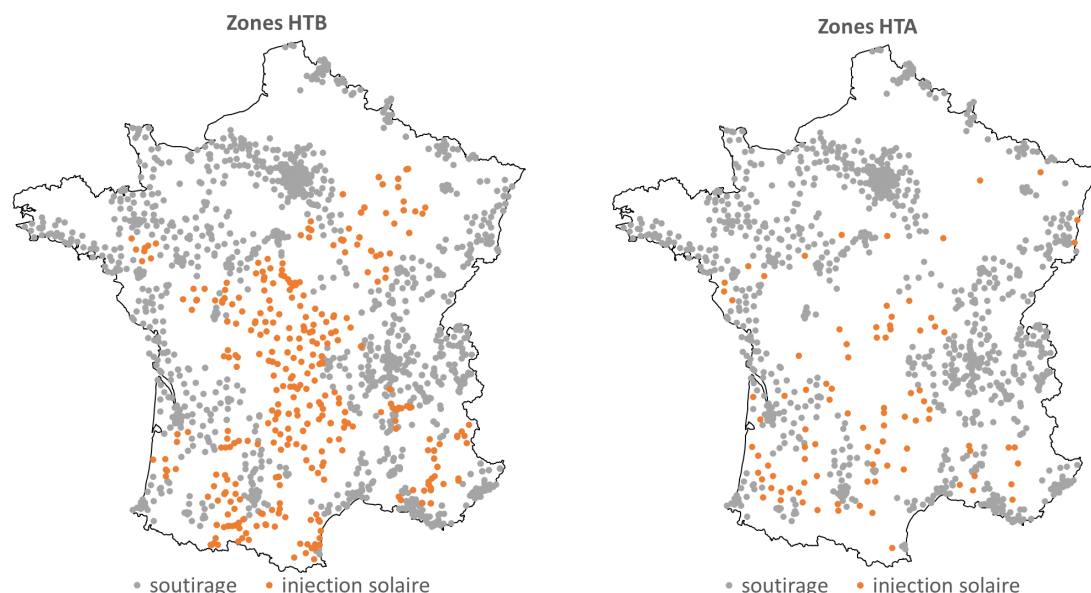 Zones HTB
Zones HTA
soutirage
injection solaire
soutirage
injection solaire